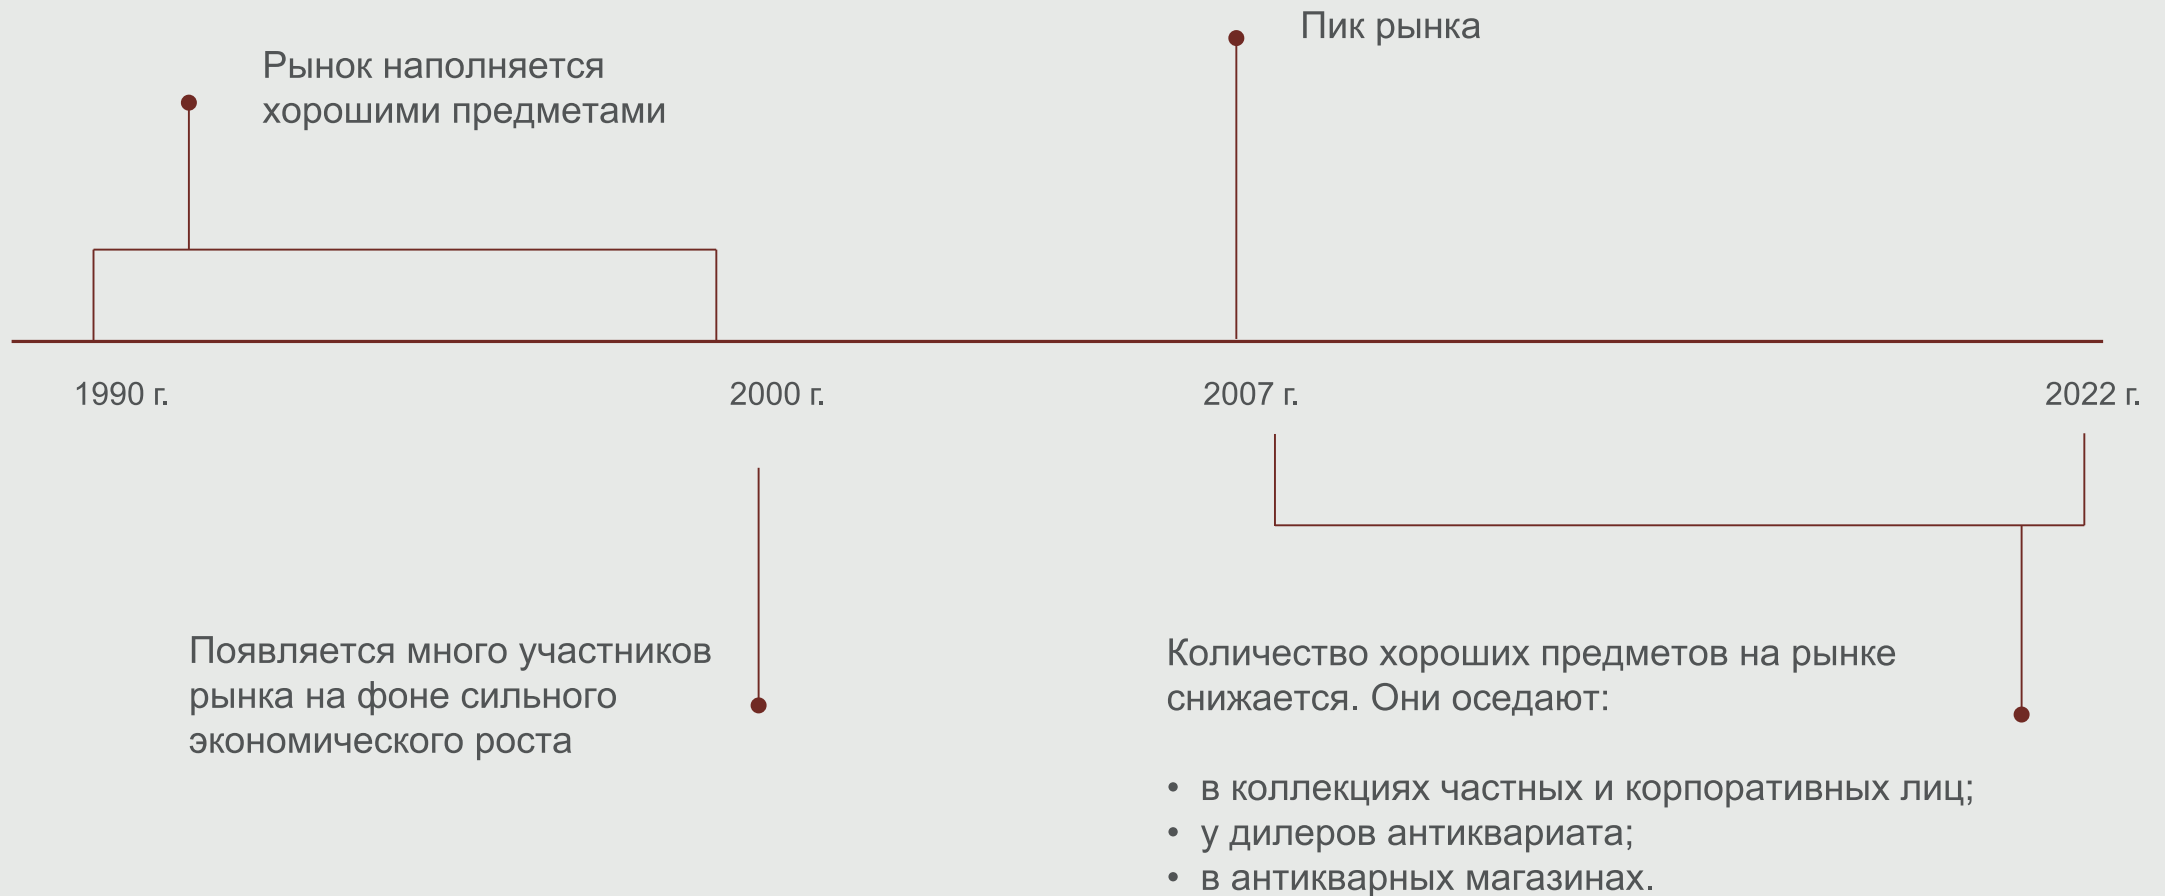 Рынок наполняется
хорошими предметами
Пик рынка
1990 г.
2000 г.
2007 г.
2022 г.
Появляется много участников
рынка на фоне сильного
экономического роста
Количество хороших предметов на рынке
снижается. Они оседают:
• в коллекциях частных и корпоративных лиц;
• у дилеров антиквариата;
• в антикварных магазинах.